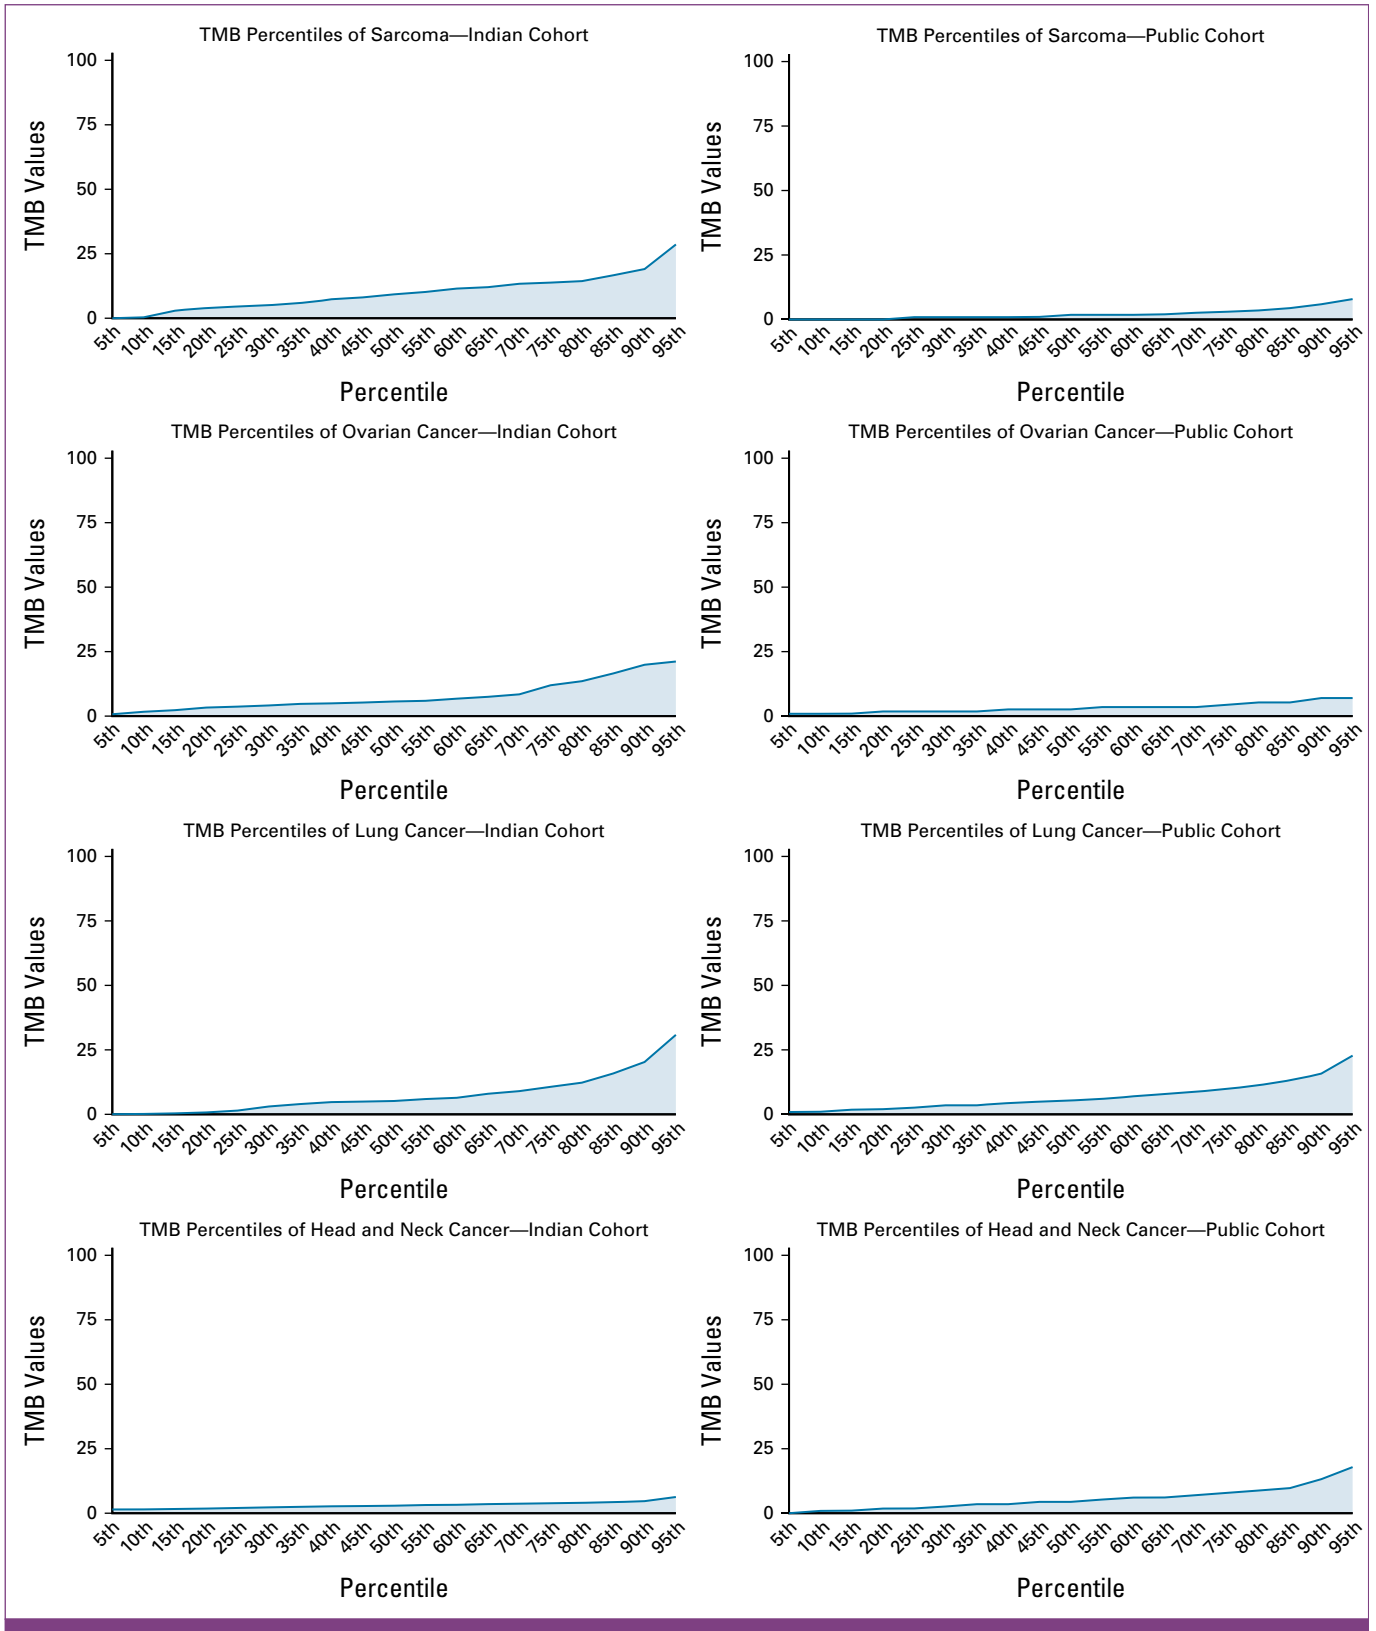 TMB Percentiles of Sarcoma—Indian Cohort
100
75
50
25
0
TMB Values
5th 10th 15th 20th 25th 30th 35th 40th 45th 50th 55th 60th 65th 70th 75th 80th 85th 90th 95th
Percentile
TMB Percentiles of Sarcoma—Public Cohort
100
75
50
25
0
TMB Values
5th 10th 15th 20th 25th 30th 35th 40th 45th 50th 55th 60th 65th 70th 75th 80th 85th 90th 95th
Percentile
TMB Percentiles of Ovarian Cancer—Indian Cohort
100
75
50
25
0
TMB Values
5th 10th 15th 20th 25th 30th 35th 40th 45th 50th 55th 60th 65th 70th 75th 80th 85th 90th 95th
Percentile
TMB Percentiles of Ovarian Cancer—Public Cohort
100
75
50
25
0
TMB Values
5th 10th 15th 20th 25th 30th 35th 40th 45th 50th 55th 60th 65th 70th 75th 80th 85th 90th 95th
Percentile
TMB Percentiles of Lung Cancer—Indian Cohort
100
75
50
25
0
TMB Values
5th 10th 15th 20th 25th 30th 35th 40th 45th 50th 55th 60th 65th 70th 75th 80th 85th 90th 95th
Percentile
TMB Percentiles of Lung Cancer—Public Cohort
100
75
50
25
0
TMB Values
5th 10th 15th 20th 25th 30th 35th 40th 45th 50th 55th 60th 65th 70th 75th 80th 85th 90th 95th
Percentile
TMB Percentiles of Head and Neck Cancer—Indian Cohort
100
75
50
25
0
TMB Values
5th 10th 15th 20th 25th 30th 35th 40th 45th 50th 55th 60th 65th 70th 75th 80th 85th 90th 95th
Percentile
TMB Percentiles of Head and Neck Cancer—Public Cohort
100
75
50
25
0
TMB Values
5th 10th 15th 20th 25th 30th 35th 40th 45th 50th 55th 60th 65th 70th 75th 80th 85th 90th 95th
Percentile